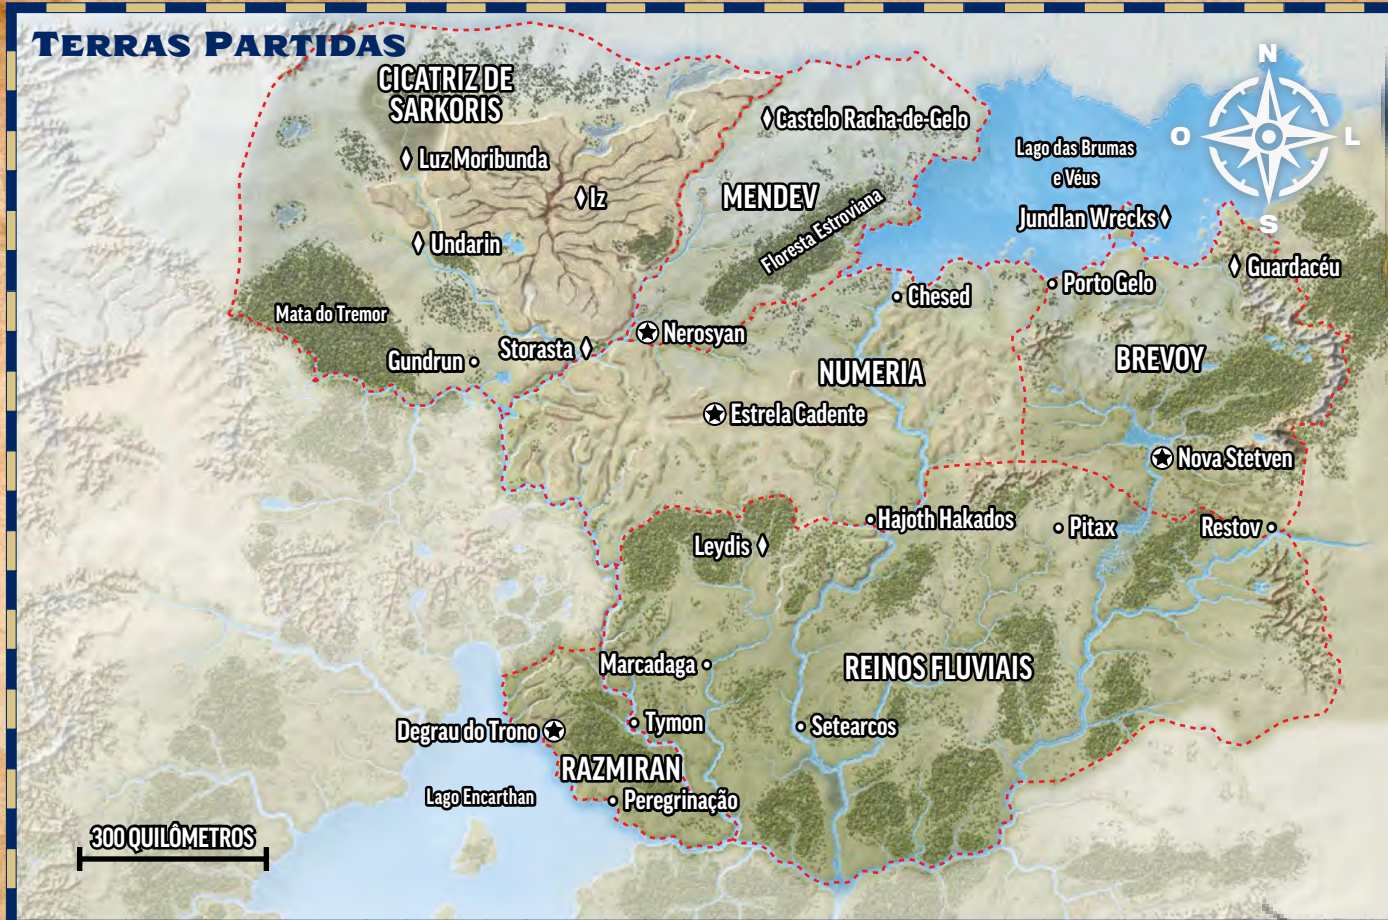 TERRAS PARTIDAS
CICATRIZ DE
SARKORIS
Castelo Racha-de-Gelo
Luz Moribunda
Iz
MENDEV
Floresta Estroviana
Undarin
Lago das Brumas
e Véus
Jundlan Wrecks
N
O
L
S
Guardacéu
Porto Gelo
Chesed
Mata do Tremor
Nerosyan
Storasta
Gundrun
NUMERIA
BREVOY
Estrela Cadente
Nova Stetven
Hajoth Hakados
Pitax
Restov
Leydis
Marcadaga
REINOS FLUVIAIS
Degrau do Trono
Tymon
Setearcos
RAZMIRAN
Lago Encarthan
Peregrinação
300 QUILÔMETROS